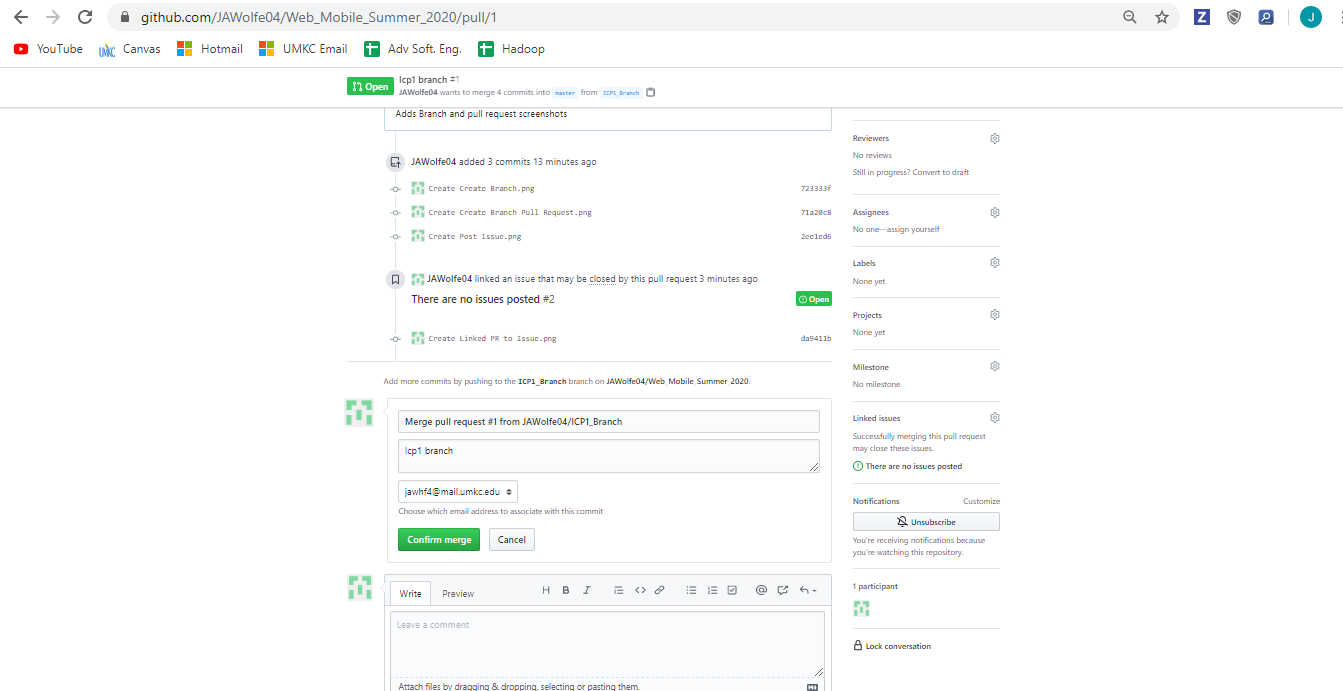 github.com/JAWolfe04/Web_Mobile_Summer_2020/pull/1
Z
J
YouTube
UMKC
Canvas
Hotmail
UMKC Email
Adv Soft. Eng.
Hadoop
Open
Icp1 branch #1
JAWolfe04 wants to merge 4 commits into master from ICP1_Branch
Adds Branch and pull request screenshots
JAWolfe04 added 3 commits 13 minutes ago
Create Create Branch.png 723333f
Create Create Branch Pull Request.png 71a20c8
Create Post Issue.png 2ee1ed6
JAWolfe04 linked an issue that may be closed by this pull request 3 minutes ago
There are no issues posted #2
Open
Create Linked PR to Issue.png da9411b
Add more commits by pushing to the ICP1_Branch branch on JAWolfe04/Web_Mobile_Summer_2020.
Merge pull request #1 from JAWolfe04/ICP1_Branch
Icp1 branch
jawhf4@mail.umkc.edu
Choose which email address to associate with this commit
Confirm merge
Cancel
Write
Preview
H B I
Leave a comment
Attach files by dragging & dropping, selecting or pasting them.
Reviewers
No reviews
Still in progress? Convert to draft
Assignees
No one—assign yourself
Labels
None yet
Projects
None yet
Milestone
No milestone
Linked issues
Successfully merging this pull request
may close these issues.
There are no issues posted
Notifications
Customize
Unsubscribe
You're receiving notifications because
you're watching this repository.
1 participant
Lock conversation